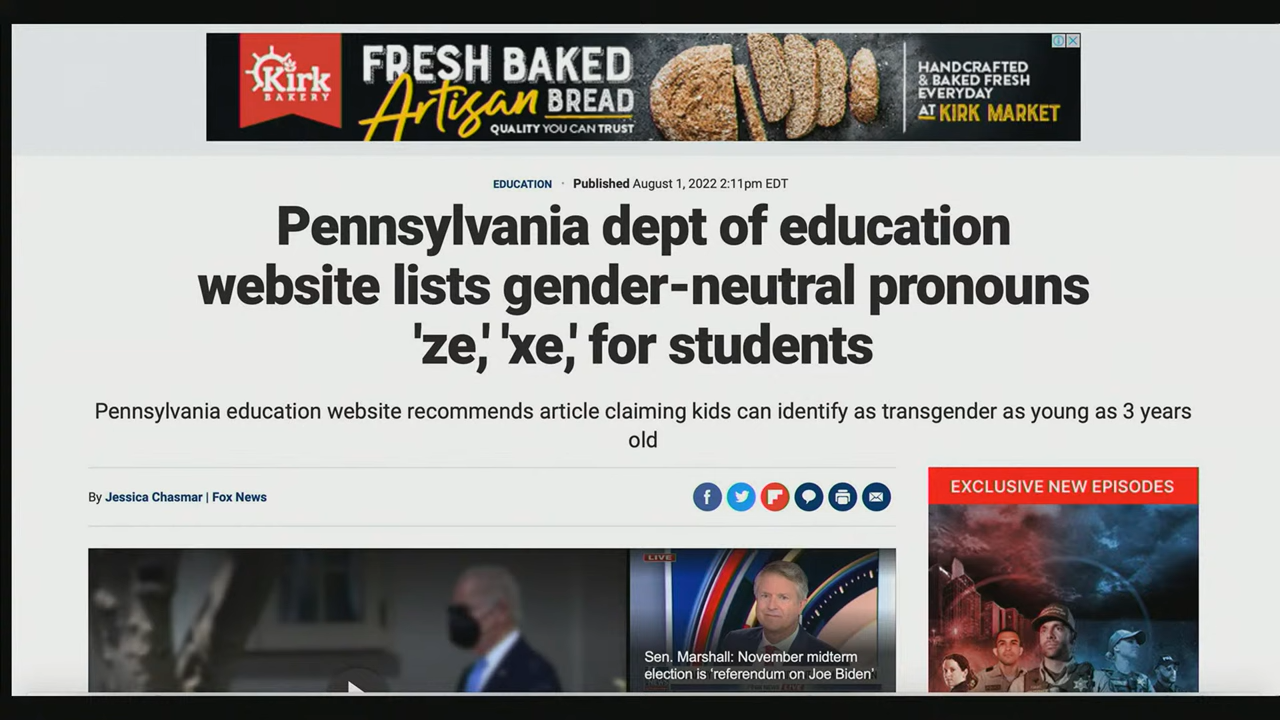 Kirk
BAKERY
FRESH BAKED
Artisan BREAD
QUALITY YOU CAN TRUST
HANDCRAFTED
& BAKED FRESH
EVERYDAY
AT KIRK MARKET
EDUCATION · Published August 1, 2022 2:11pm EDT
Pennsylvania dept of education
website lists gender-neutral pronouns
'ze,' 'xe,' for students
Pennsylvania education website recommends article claiming kids can identify as transgender as young as 3 years
old
By Jessica Chasmar | Fox News
EXCLUSIVE NEW EPISODES
LIVE
Sen. Marshall: November midterm
election is 'referendum on Joe Biden'